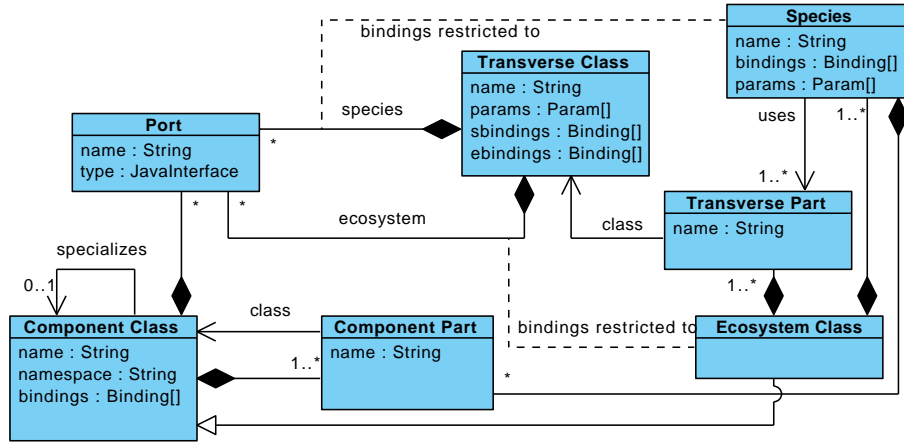 bindings restricted to
Species
name : String
bindings : Binding[]
params : Param[]
Transverse Class
name : String
params : Param[]
sbindings : Binding[]
ebindings : Binding[]
species
*
uses
1..*
Port
name : String
type : JavaInterface
*
*
ecosystem
1..*
Transverse Part
name : String
class
specializes
0..1
1..*
Component Class
name : String
namespace : String
bindings : Binding[]
class
1..*
Component Part
name : String
*
bindings restricted to
Ecosystem Class